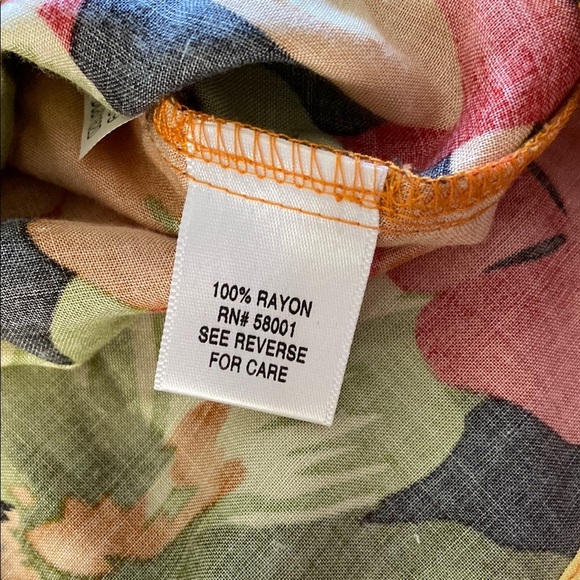 100% RAYON
RN# 58001
SEE REVERSE
FOR CARE